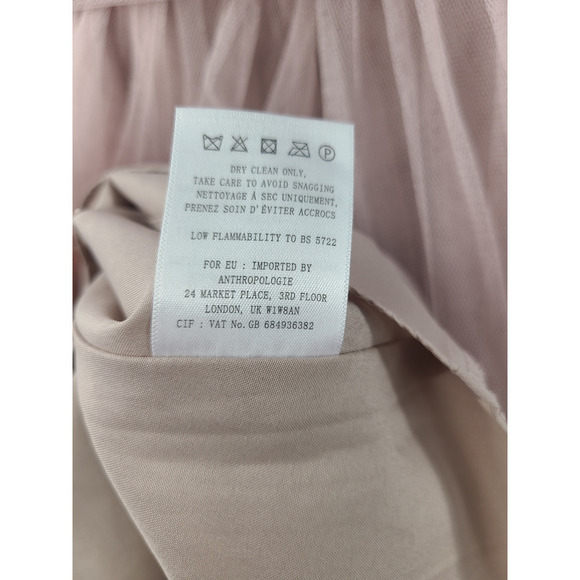 P
DRY CLEAN ONLY,
TAKE CARE TO AVOID SNAGGING
NETTOYAGE À SEC UNIQUEMENT,
PRENEZ SOIN D'ÉVITER ACCROCS
LOW FLAMMABILITY TO BS 5722
FOR EU : IMPORTED BY
ANTHROPOLOGIE
24 MARKET PLACE, 3RD FLOOR
LONDON, UK W1W8AN
CIF : VAT No. GB 684936382